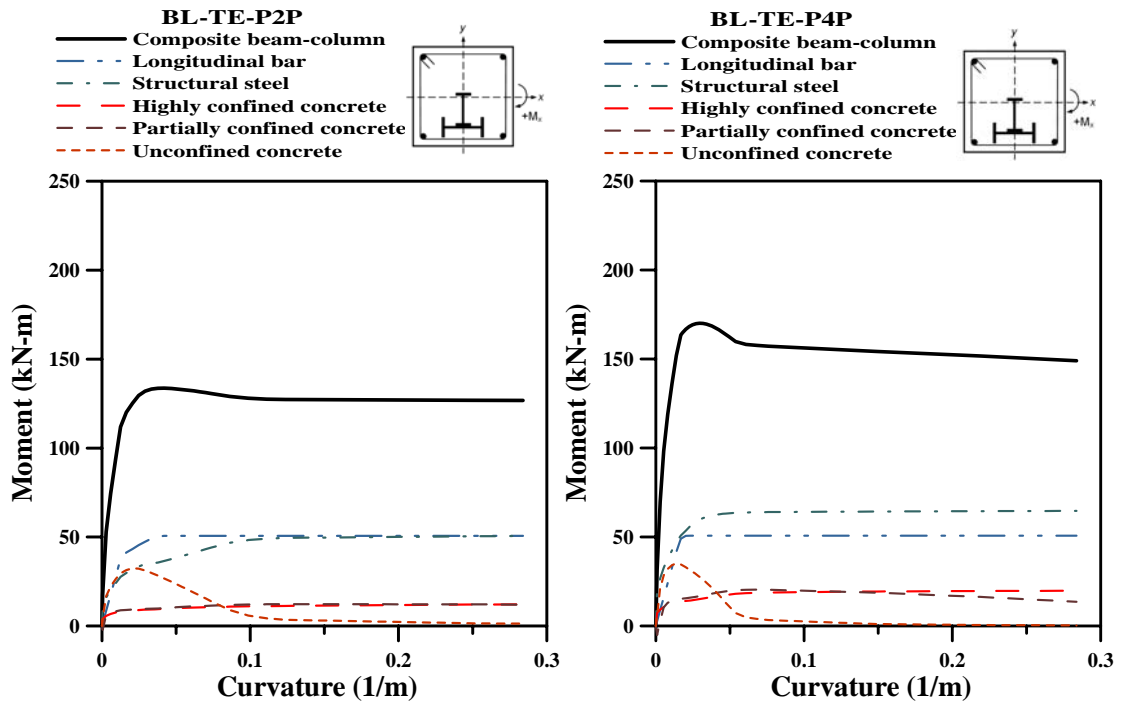 BL-TE-P2P
Composite beam-column
Longitudinal bar
Structural steel
Highly confined concrete
Partially confined concrete
Unconfined concrete
y
x
+Mx
250
200
150
100
50
0
Moment (kN-m)
0
0.1
0.2
0.3
Curvature (1/m)
BL-TE-P4P
Composite beam-column
Longitudinal bar
Structural steel
Highly confined concrete
Partially confined concrete
Unconfined concrete
y
x
+Mx
250
200
150
100
50
0
Moment (kN-m)
0
0.1
0.2
0.3
Curvature (1/m)